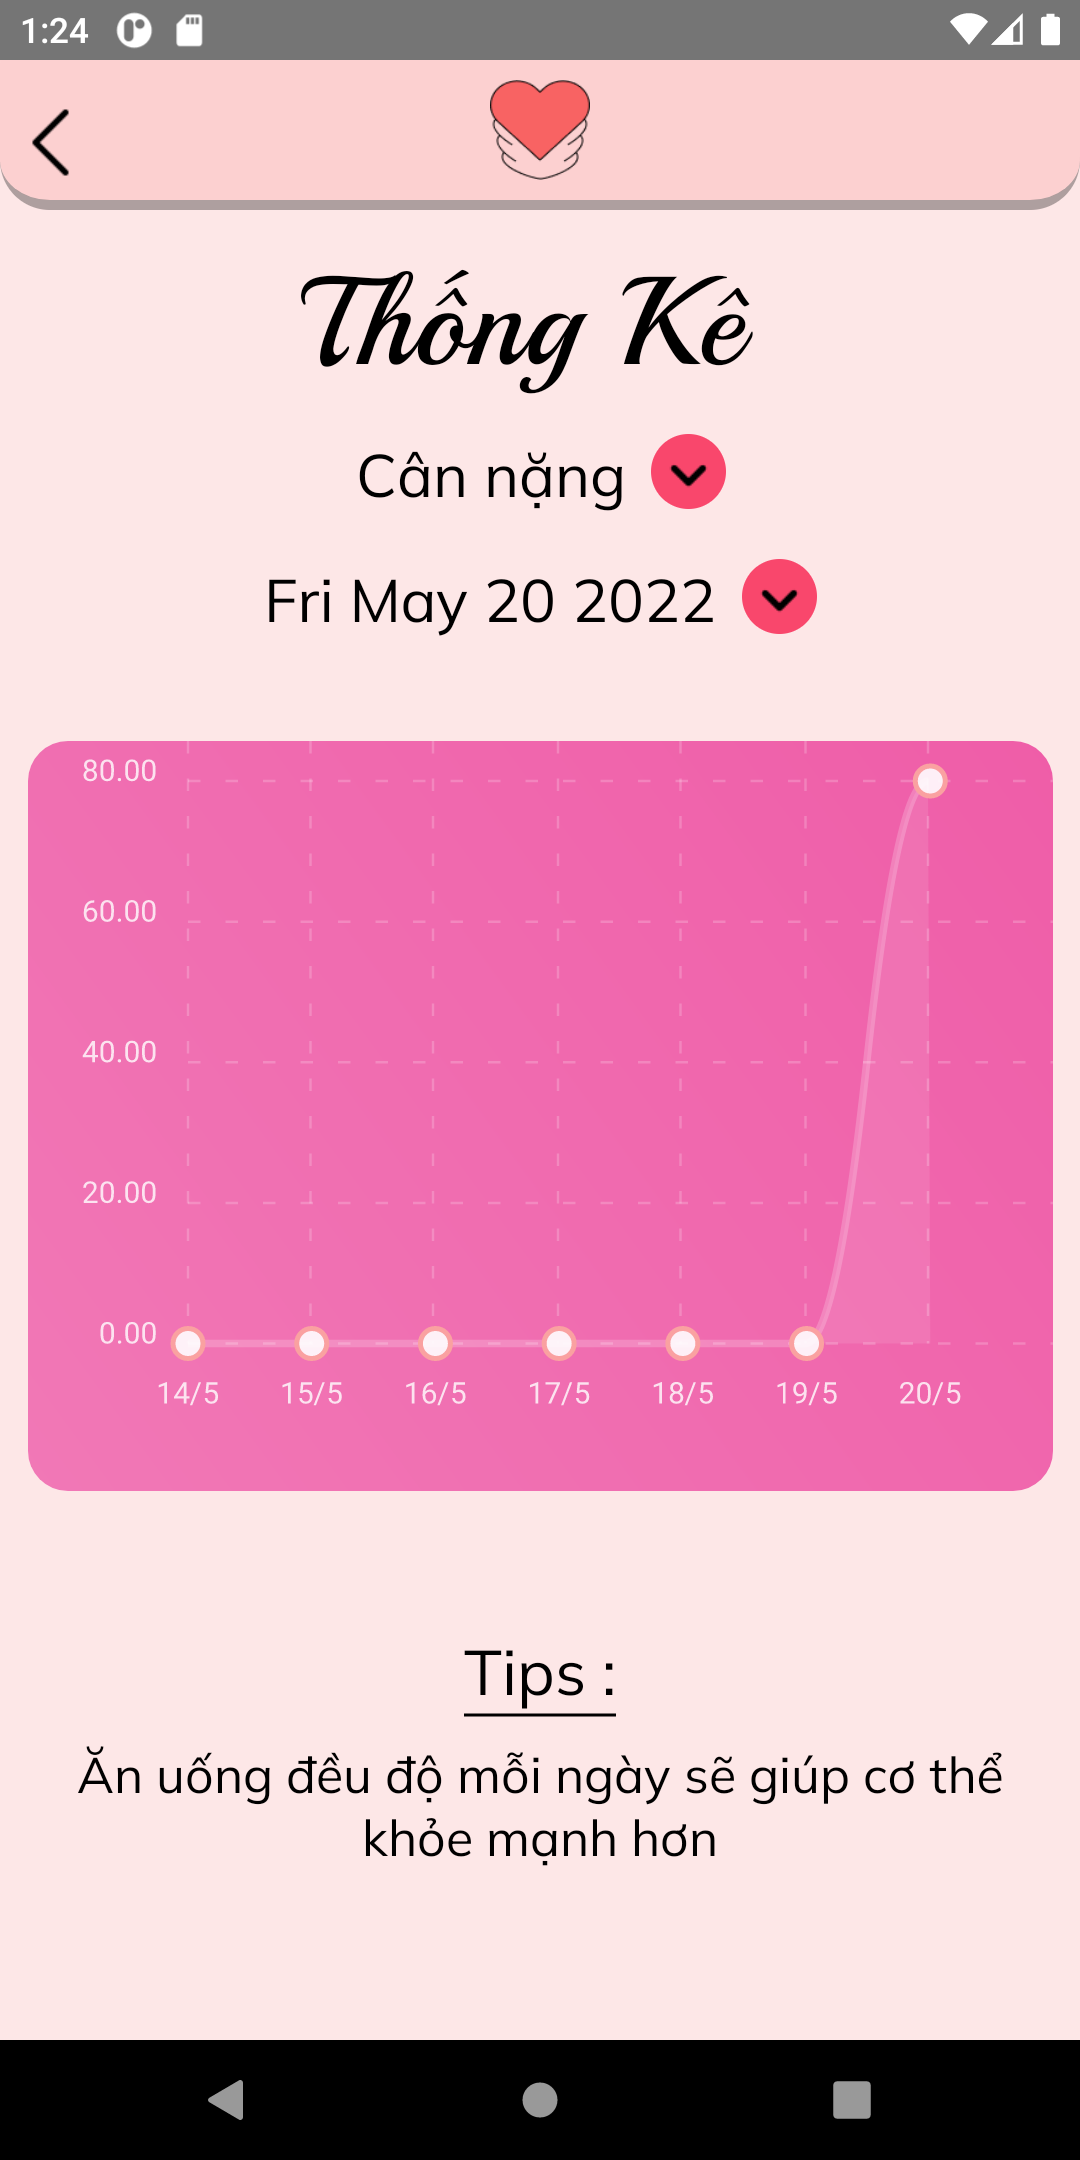 1:24
Thống Kê
Cân nặng
Fri May 20 2022
80.00
60.00
40.00
20.00
0.00
14/5 15/5 16/5 17/5 18/5 19/5 20/5
Tips :
Ăn uống đều độ mỗi ngày sẽ giúp cơ thể
khỏe mạnh hơn